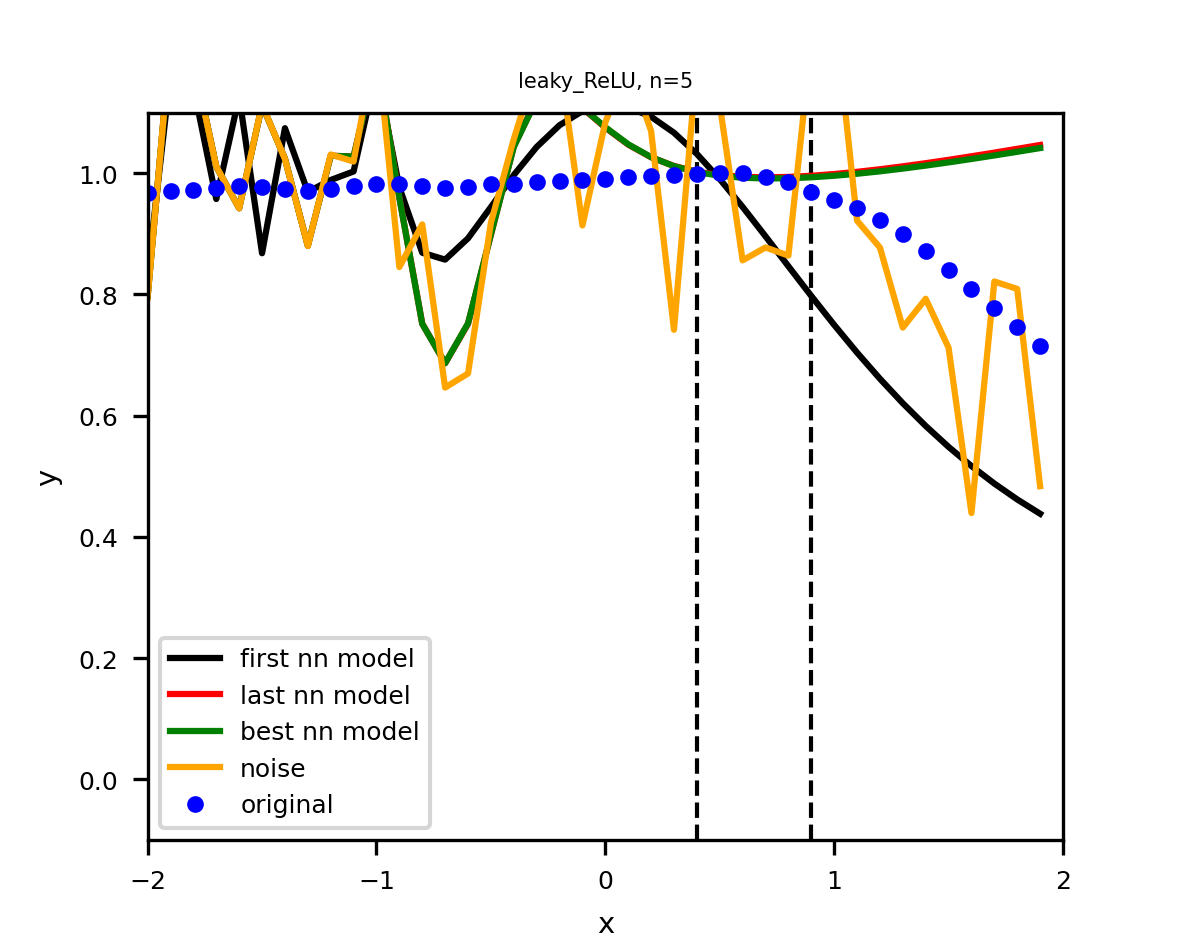 leaky_ReLU, n=5
1.0
0.8
0.6
0.4
0.2
0.0
y
first nn model
last nn model
best nn model
noise
original
−2 −1 0 1 2
x